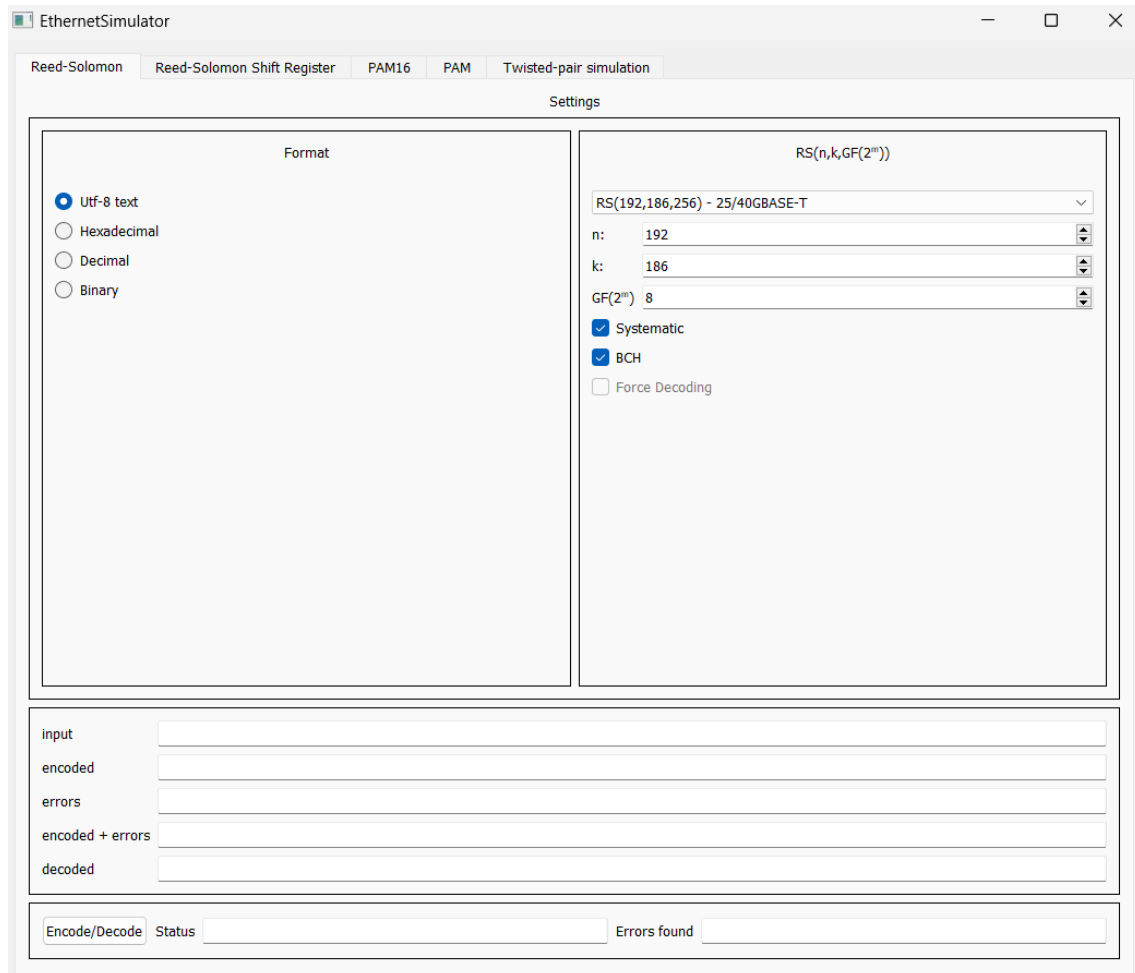 EthernetSimulator
Reed-Solomon Reed-Solomon Shift Register PAM16 PAM Twisted-pair simulation
Settings
Format
Utf-8 text
Hexadecimal
Decimal
Binary
RS(n,k,GF(2ᵐ))
RS(192,186,256) - 25/40GBASE-T
n: 192
k: 186
GF(2ᵐ) 8
Systematic
BCH
Force Decoding
input
encoded
errors
encoded + errors
decoded
Encode/Decode Status Errors found